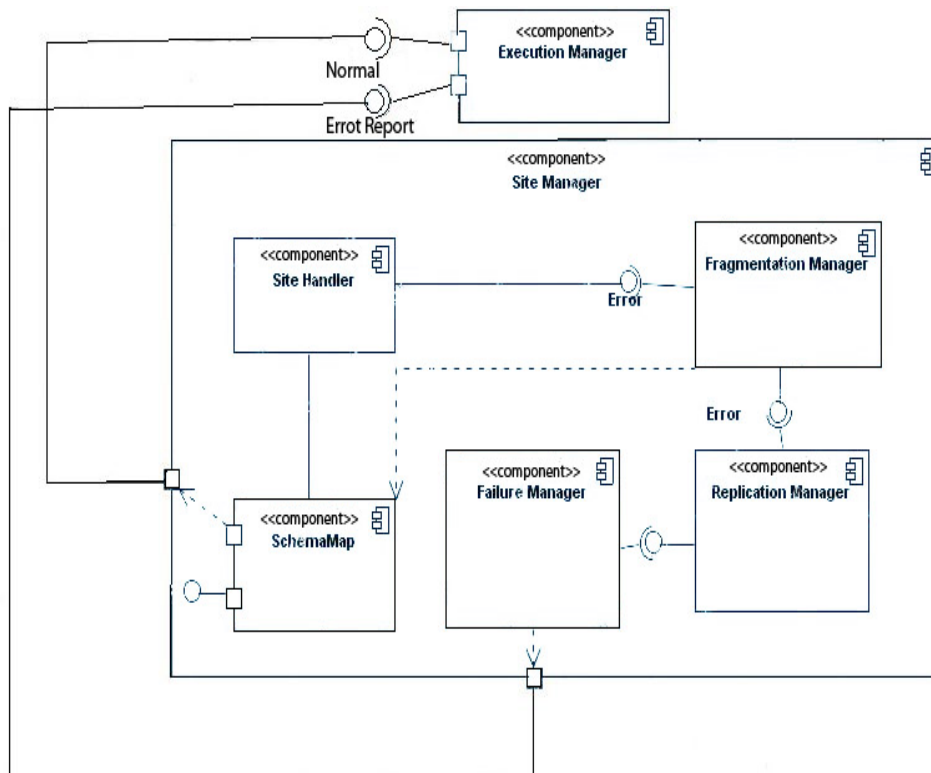 <<component>>
Execution Manager
Normal
Errot Report
<<component>>
Site Manager
<<component>>
Site Handler
<<component>>
Fragmentation Manager
Error
Error
<<component>>
Failure Manager
<<component>>
Replication Manager
<<component>>
SchemaMap